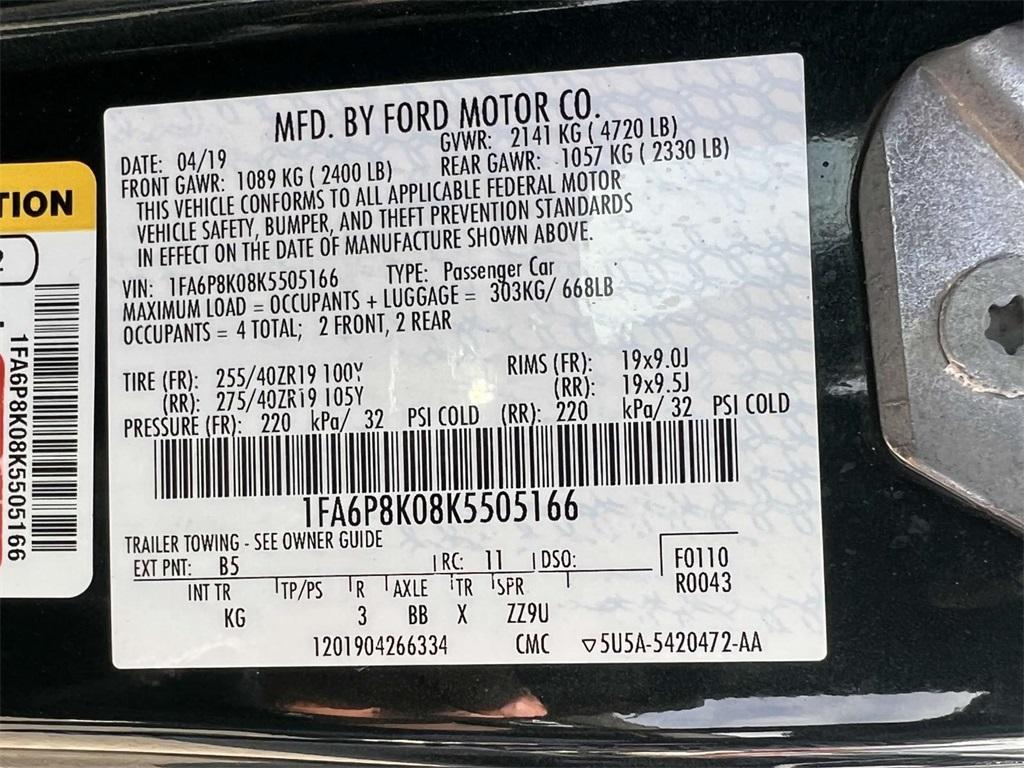 MFD. BY FORD MOTOR CO.
DATE: 04/19 GVWR: 2141 KG ( 4720 LB)
FRONT GAWR: 1089 KG ( 2400 LB) REAR GAWR: 1057 KG ( 2330 LB)
THIS VEHICLE CONFORMS TO ALL APPLICABLE FEDERAL MOTOR
VEHICLE SAFETY, BUMPER, AND THEFT PREVENTION STANDARDS
IN EFFECT ON THE DATE OF MANUFACTURE SHOWN ABOVE.
VIN: 1FA6P8K08K5505166 TYPE: Passenger Car
MAXIMUM LOAD = OCCUPANTS + LUGGAGE = 303KG/ 668LB
OCCUPANTS = 4 TOTAL; 2 FRONT, 2 REAR
TIRE (FR): 255/40ZR19 100Y RIMS (FR): 19x9.0J
(RR): 275/40ZR19 105Y (RR): 19x9.5J
PRESSURE (FR): 220 kPa/ 32 PSI COLD (RR): 220 kPa/ 32 PSI COLD
1FA6P8K08K5505166
TRAILER TOWING - SEE OWNER GUIDE
EXT PNT: B5 RC: 11 DSO: F0110
R0043
INT TR TP/PS R AXLE TR SPR
KG 3 BB X ZZ9U
1201904266334 CMC ▽5U5A-5420472-AA
TION
2
1FA6P8K08K5505166